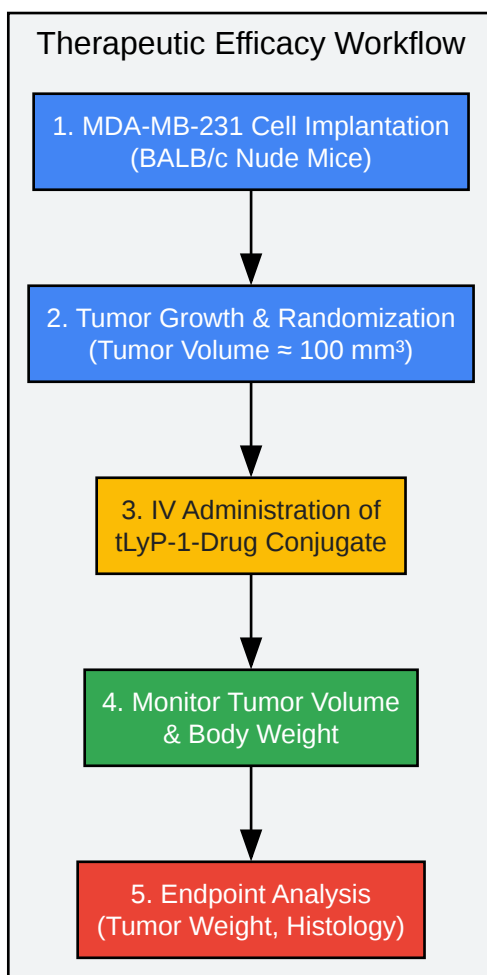 Therapeutic Efficacy Workflow
1. MDA-MB-231 Cell Implantation
(BALB/c Nude Mice)
2. Tumor Growth & Randomization
(Tumor Volume ≈ 100 mm³)
3. IV Administration of
tLyP-1-Drug Conjugate
4. Monitor Tumor Volume
& Body Weight
5. Endpoint Analysis
(Tumor Weight, Histology)